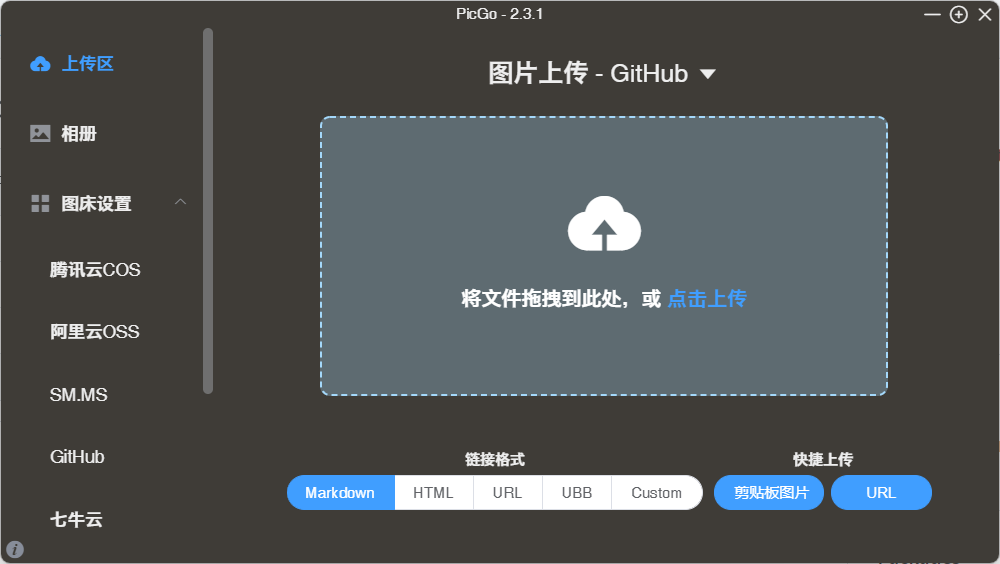 PicGo - 2.3.1
上传区
相册
图床设置
腾讯云COS
阿里云OSS
SM.MS
GitHub
七牛云
图片上传 - GitHub
将文件拖拽到此处，或 点击上传
链接格式
Markdown HTML URL UBB Custom
快捷上传
剪贴板图片 URL